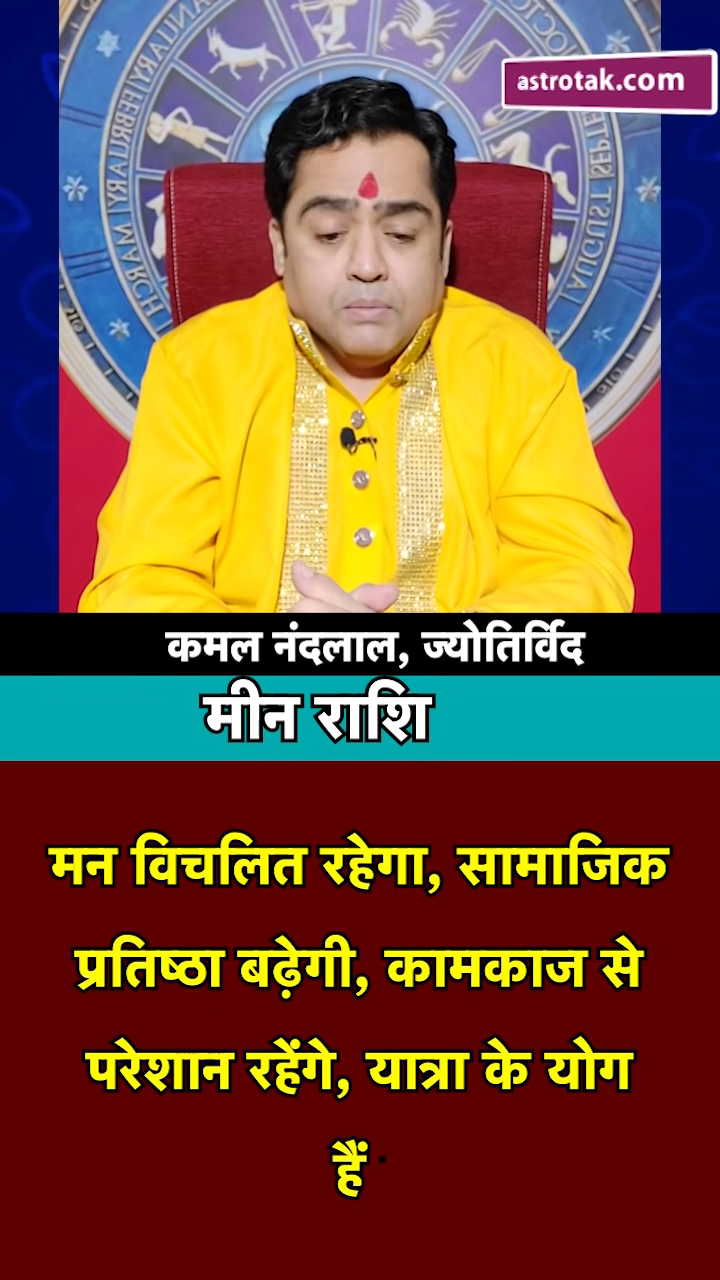 astrotak.com
कमल नंदलाल, ज्योतिर्विद
मीन राशि
मन विचलित रहेगा, सामाजिक
प्रतिष्ठा बढ़ेगी, कामकाज से
परेशान रहेंगे, यात्रा के योग
हैं